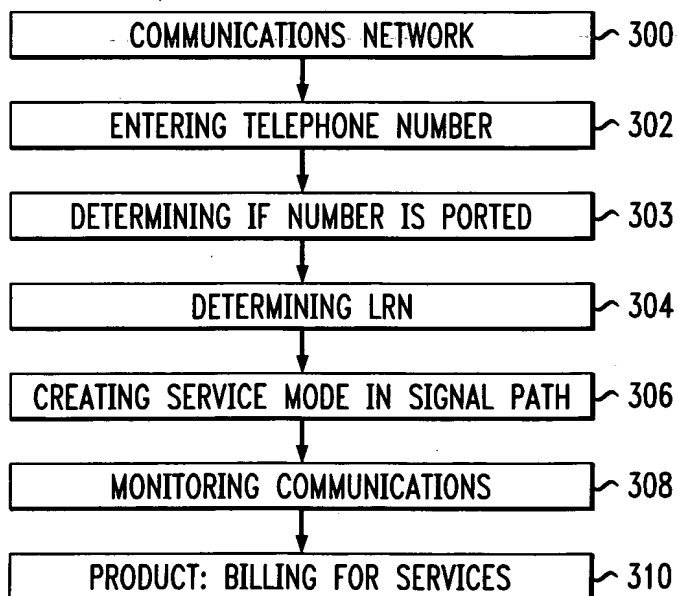 COMMUNICATIONS NETWORK 300
ENTERING TELEPHONE NUMBER 302
DETERMINING IF NUMBER IS PORTED 303
DETERMINING LRN 304
CREATING SERVICE MODE IN SIGNAL PATH 306
MONITORING COMMUNICATIONS 308
PRODUCT: BILLING FOR SERVICES 310